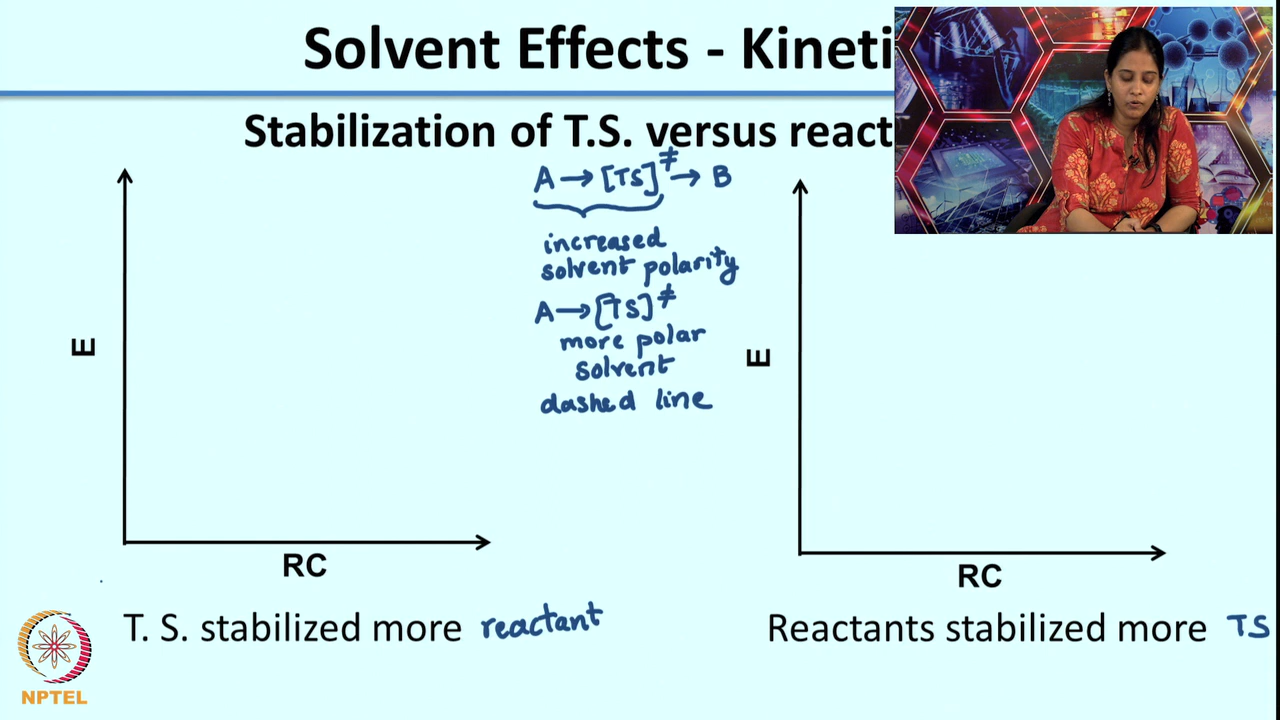 Solvent Effects - Kineti
Stabilization of T.S. versus react
A → [TS]≠ → B
increased
solvent polarity
A → [TS]≠
more polar
solvent
dashed line
E
RC
E
RC
T. S. stabilized more reactant
Reactants stabilized more TS
NPTEL